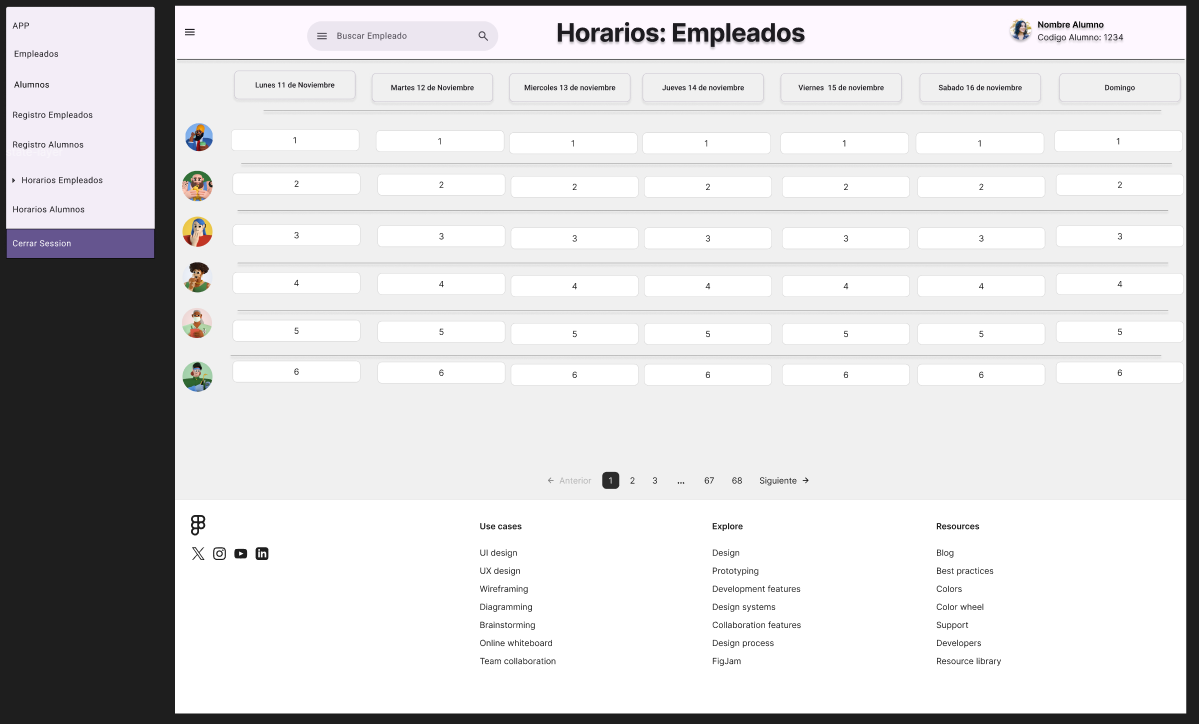 APP
Empleados
Alumnos
Registro Empleados
Registro Alumnos
Horarios Empleados
Horarios Alumnos
Cerrar Session
Buscar Empleado
Horarios: Empleados
Nombre Alumno
Codigo Alumno: 1234
Lunes 11 de Noviembre
Martes 12 de Noviembre
Miercoles 13 de noviembre
Jueves 14 de noviembre
Viernes 15 de noviembre
Sabado 16 de noviembre
Domingo
1 1 1 1 1 1 1
2 2 2 2 2 2 2
3 3 3 3 3 3 3
4 4 4 4 4 4 4
5 5 5 5 5 5 5
6 6 6 6 6 6 6
← Anterior 1 2 3 ... 67 68 Siguiente →
Use cases
UI design
UX design
Wireframing
Diagramming
Brainstorming
Online whiteboard
Team collaboration
Explore
Design
Prototyping
Development features
Design systems
Collaboration features
Design process
FigJam
Resources
Blog
Best practices
Colors
Color wheel
Support
Developers
Resource library